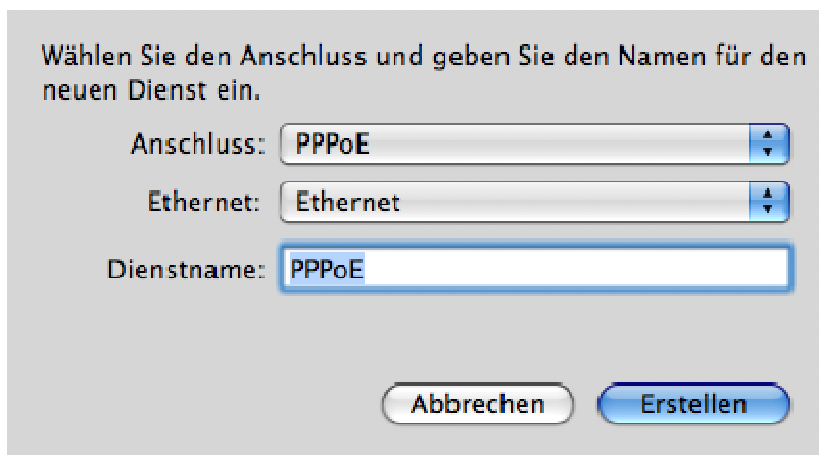 Wählen Sie den Anschluss und geben Sie den Namen für den
neuen Dienst ein.
Anschluss: PPPoE
Ethernet: Ethernet
Dienstname: PPPoE
Abbrechen Erstellen